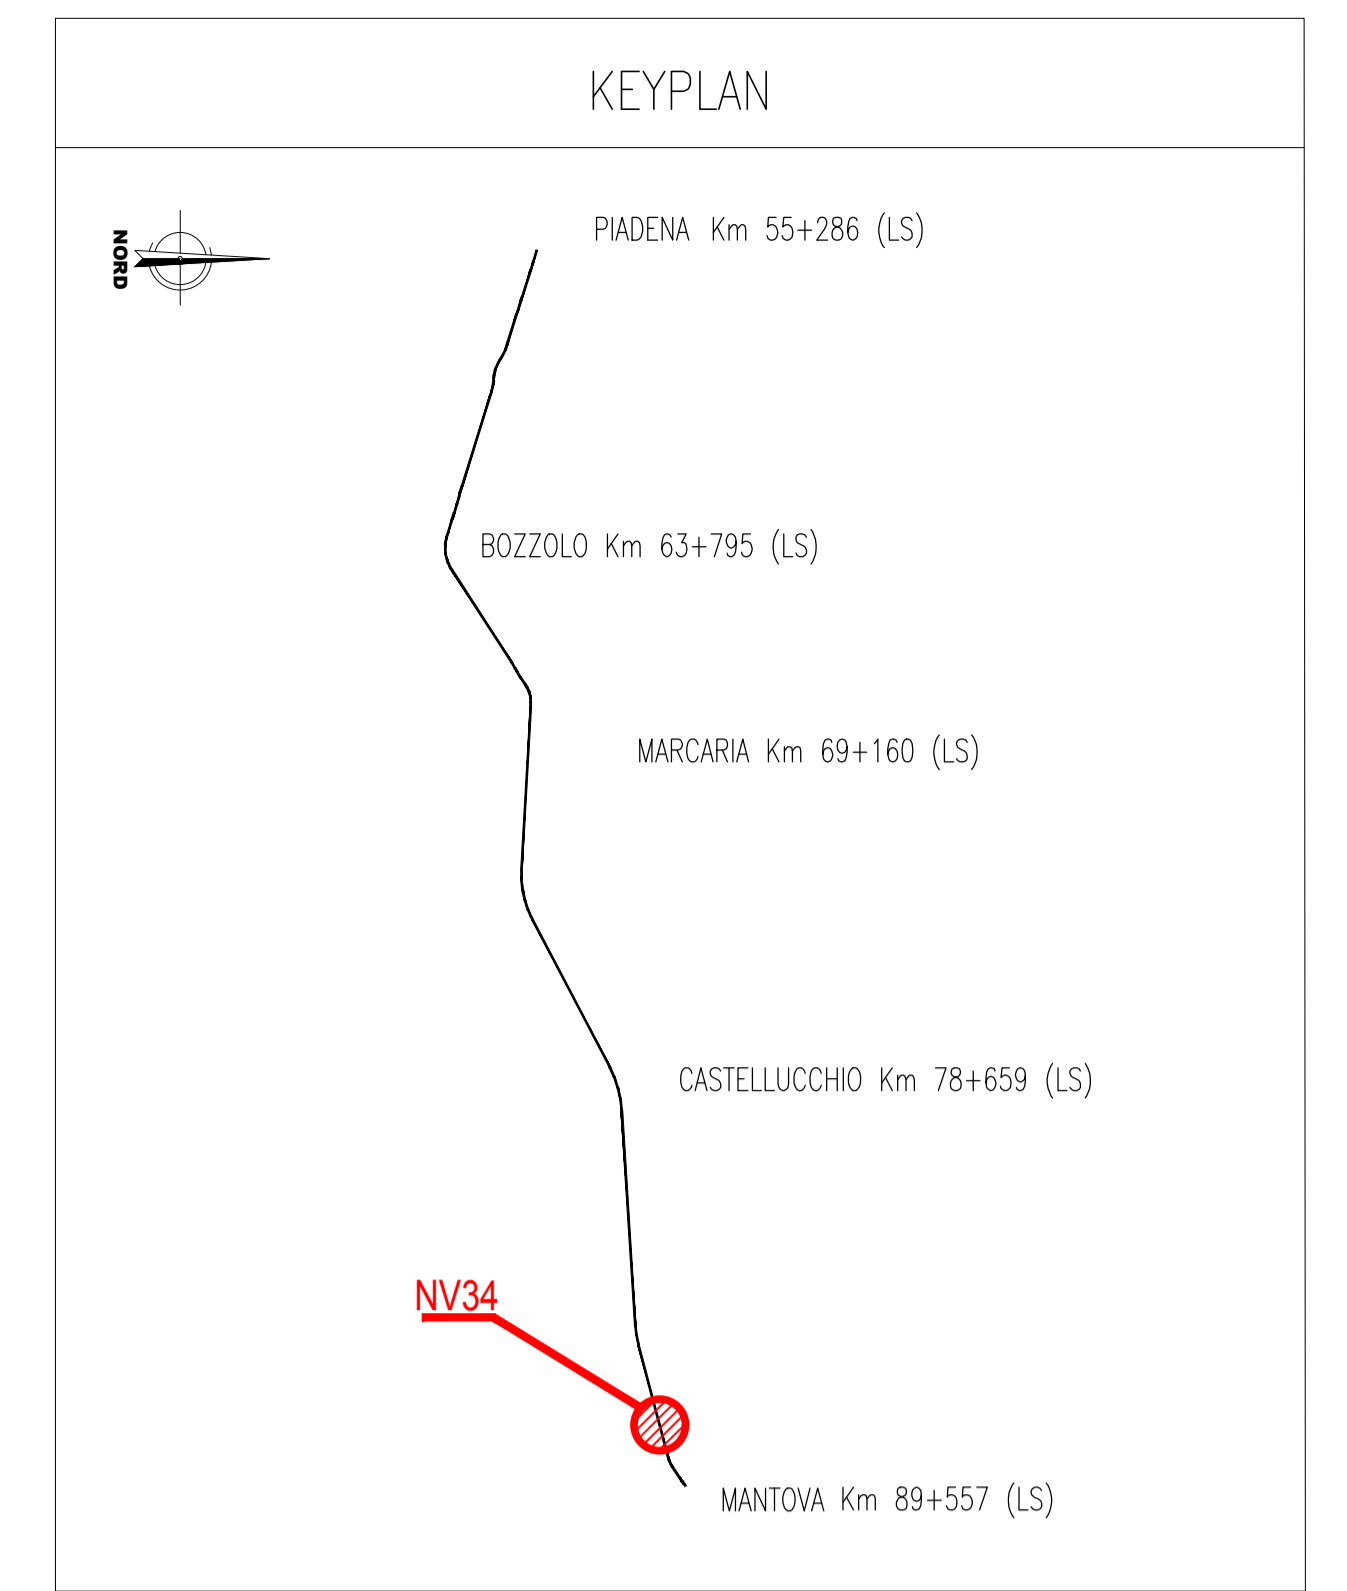 KEYPLAN
NORD
PIADENA Km 55+286 (LS)
BOZZOLO Km 63+795 (LS)
MARCARIA Km 69+160 (LS)
CASTELLUCCHIO Km 78+659 (LS)
NV34
MANTOVA Km 89+557 (LS)